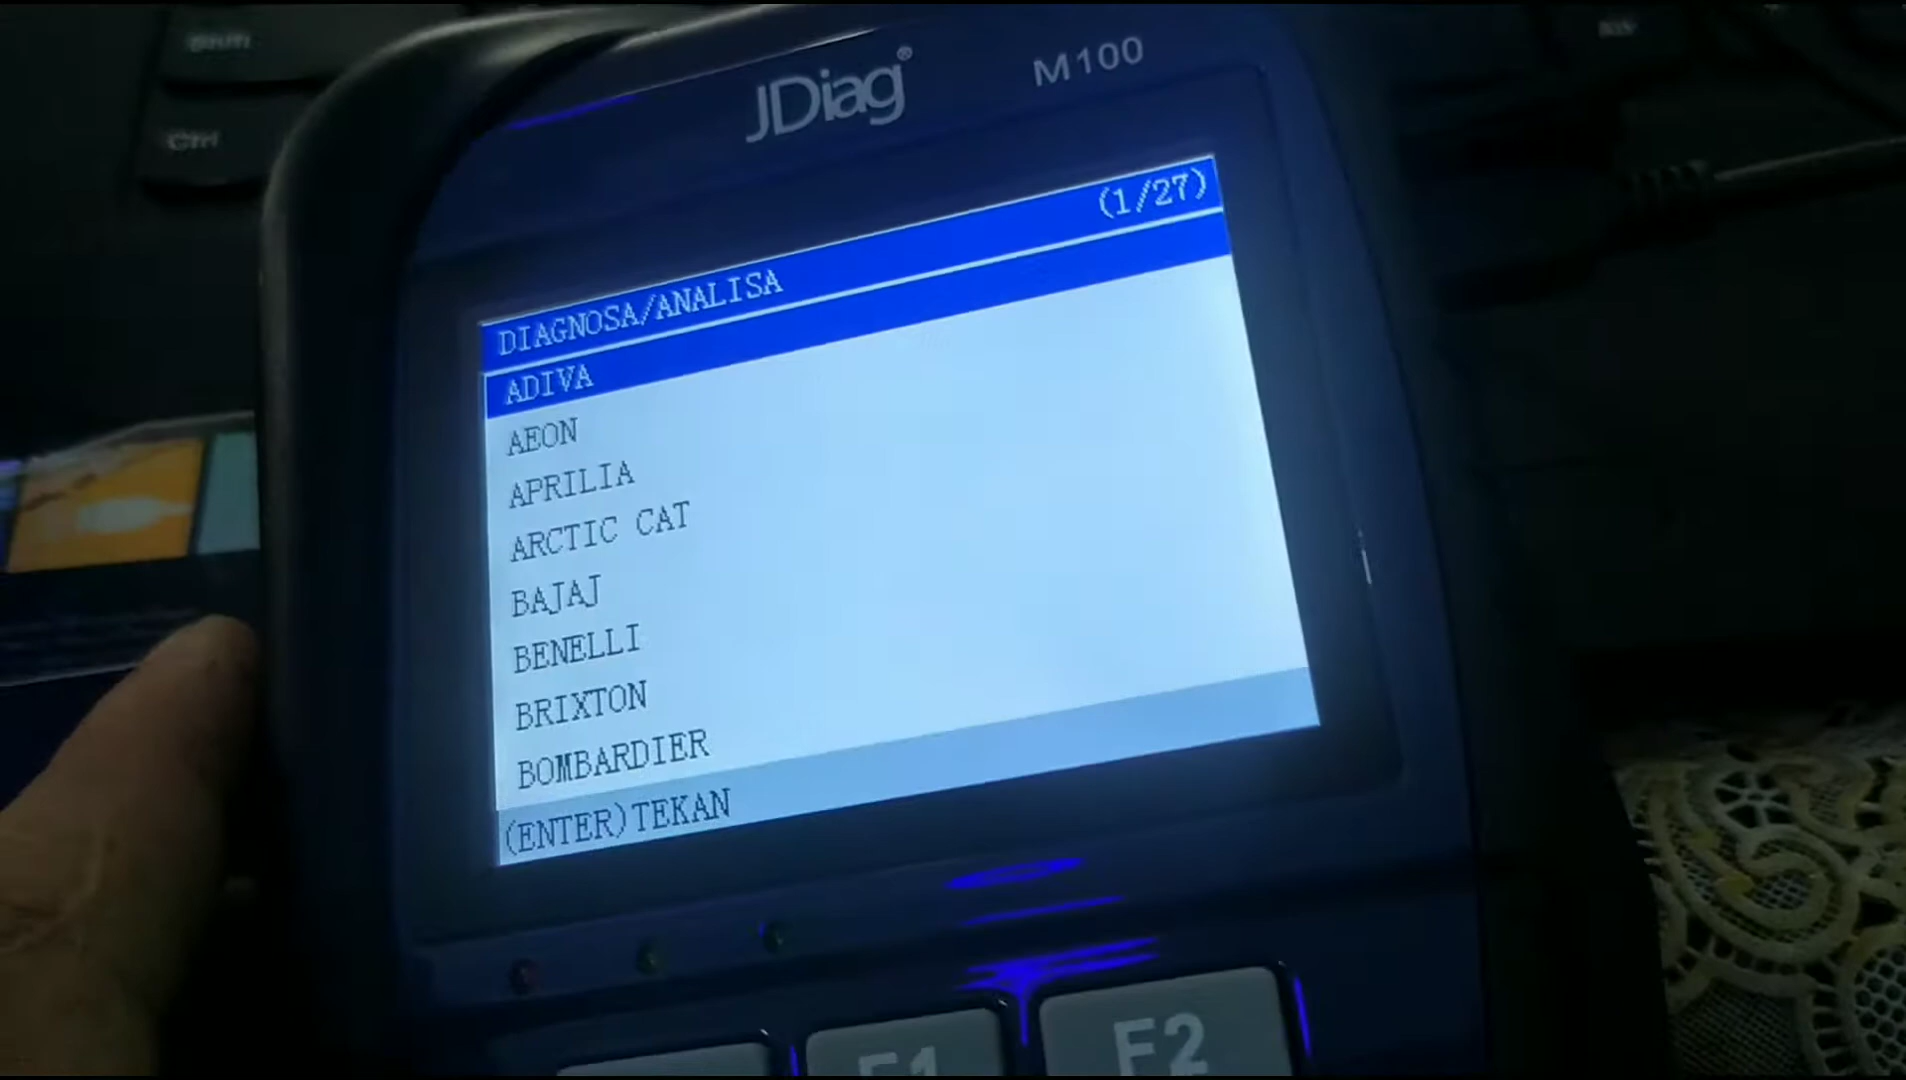 Ctrl
JDiag®
M100
(1/27)
DIAGNOSA/ANALISA
ADIVA
AEON
APRILIA
ARCTIC CAT
BAJAJ
BENELLI
BRIXTON
BOMBARDIER
(ENTER)TEKAN
F1
F2